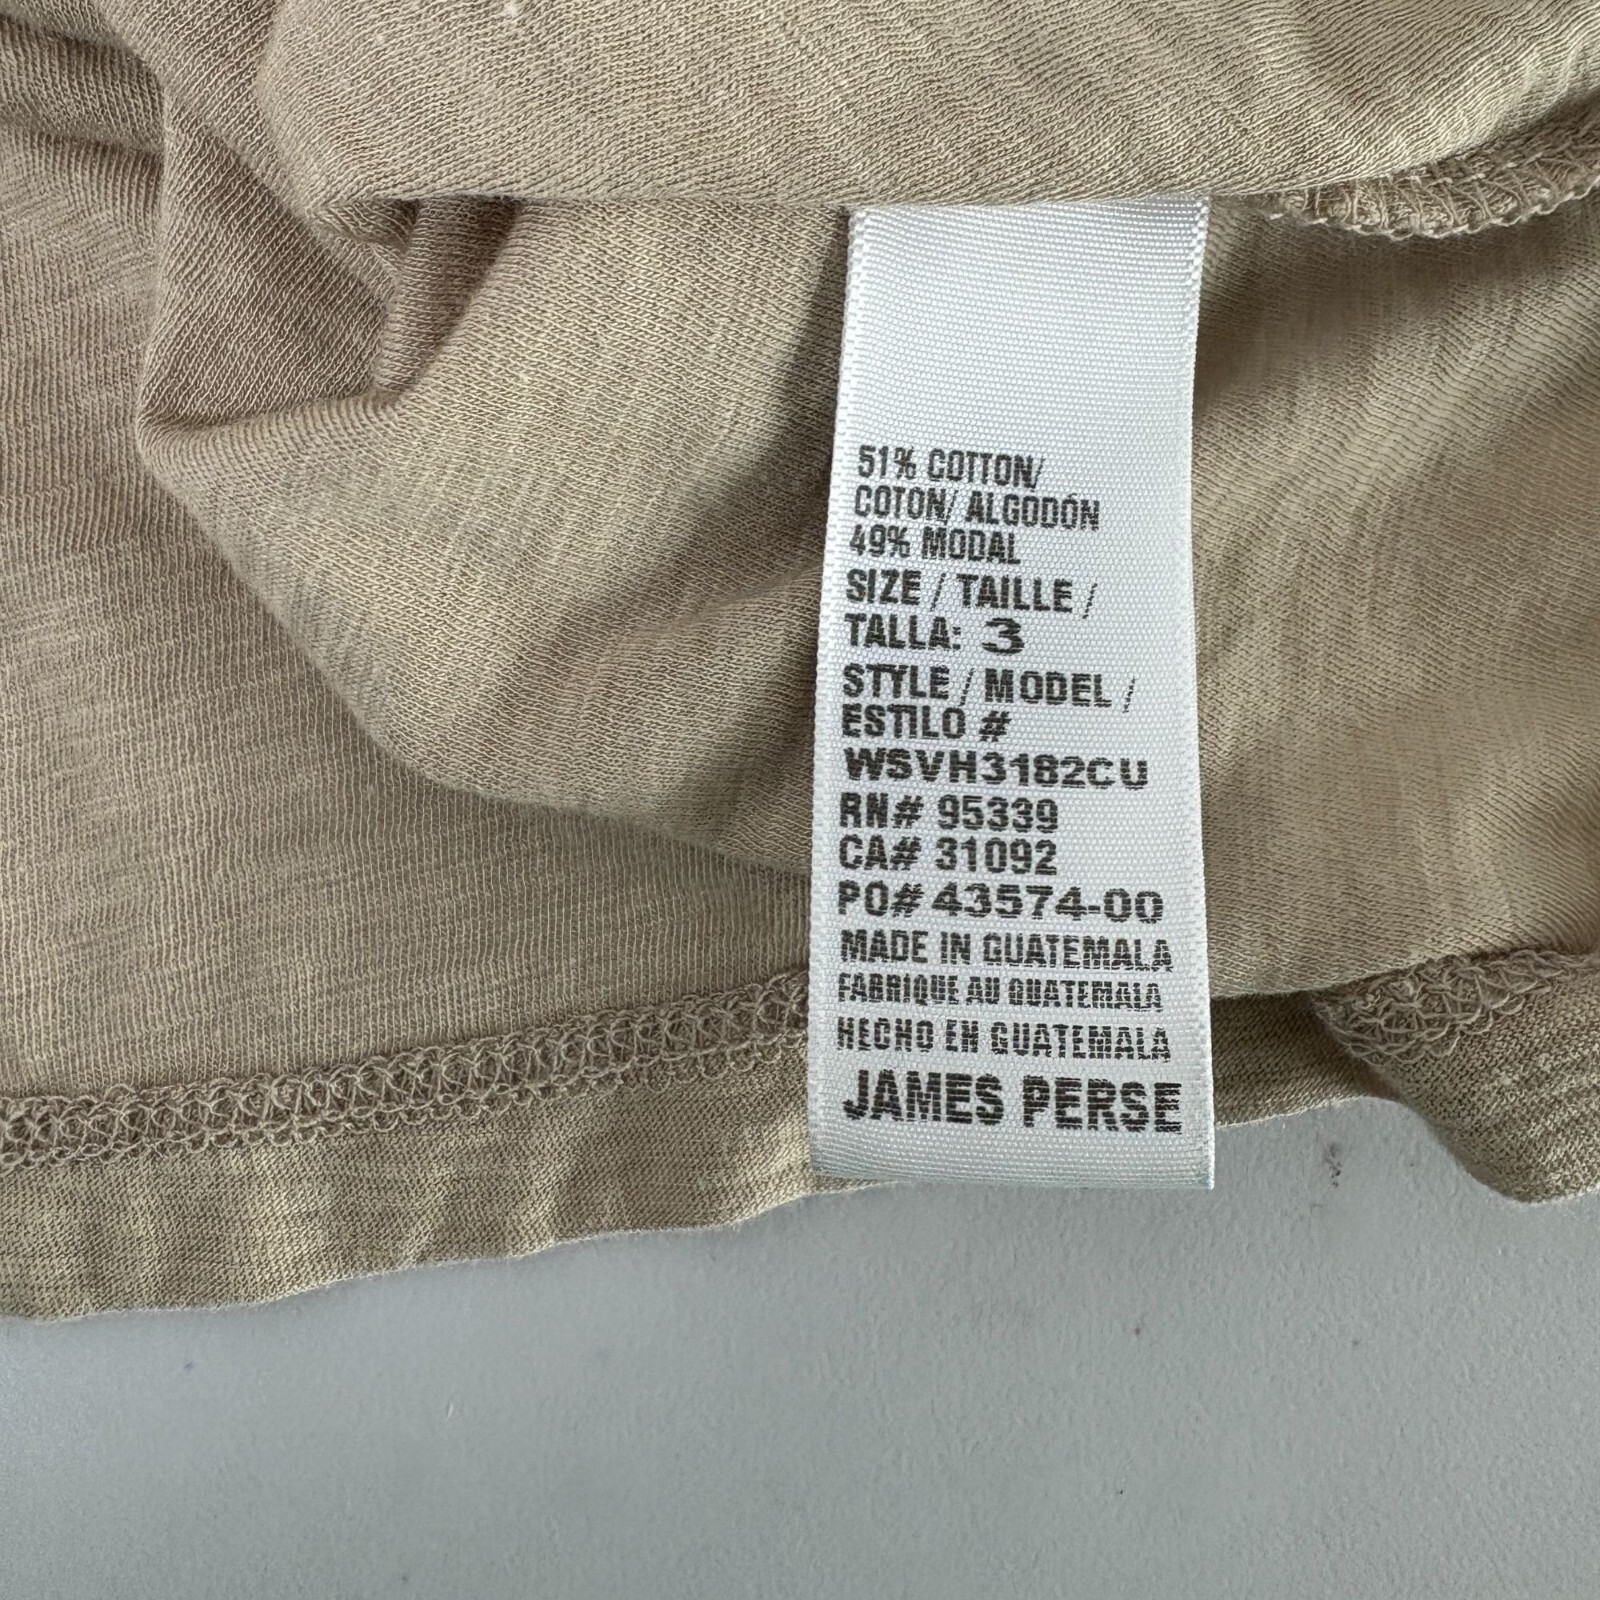 51% COTTON/
COTON/ ALGODÓN
49% MODAL
SIZE / TAILLE /
TALLA: 3
STYLE / MODEL /
ESTILO #
WSVH3182CU
RN# 95339
CA# 31092
PO# 43574-00
MADE IN GUATEMALA
FABRIQUE AU GUATEMALA
HECHO EN GUATEMALA
JAMES PERSE